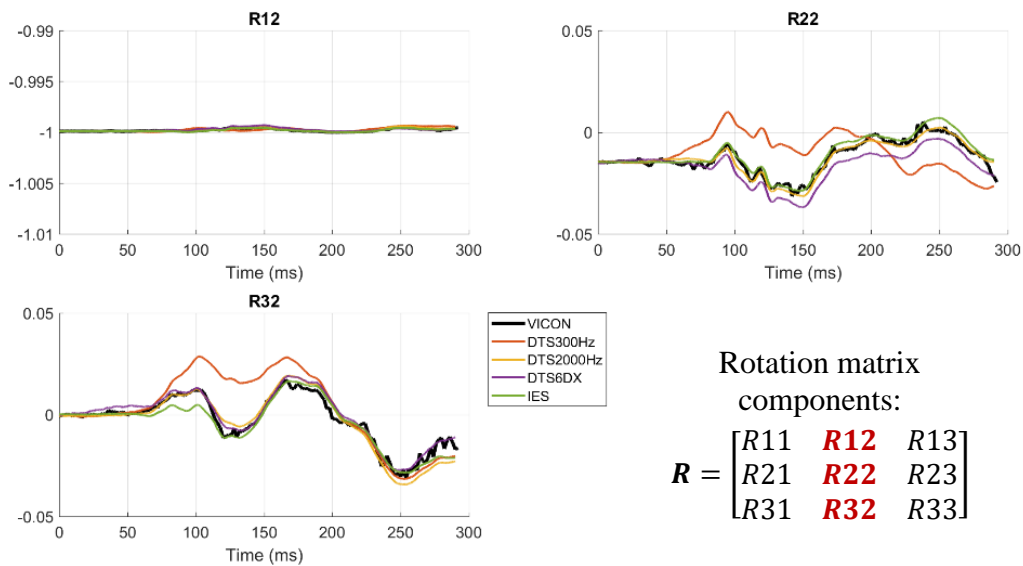 R12
-0.99
-0.995
-1
-1.005
-1.01
0 50 100 150 200 250 300
Time (ms)
R22
0.05
0
-0.05
0 50 100 150 200 250 300
Time (ms)
R32
0.05
0
-0.05
0 50 100 150 200 250 300
Time (ms)
VICON
DTS300Hz
DTS2000Hz
DTS6DX
IES
Rotation matrix
components:
R = [R11 R12 R13
R21 R22 R23
R31 R32 R33]